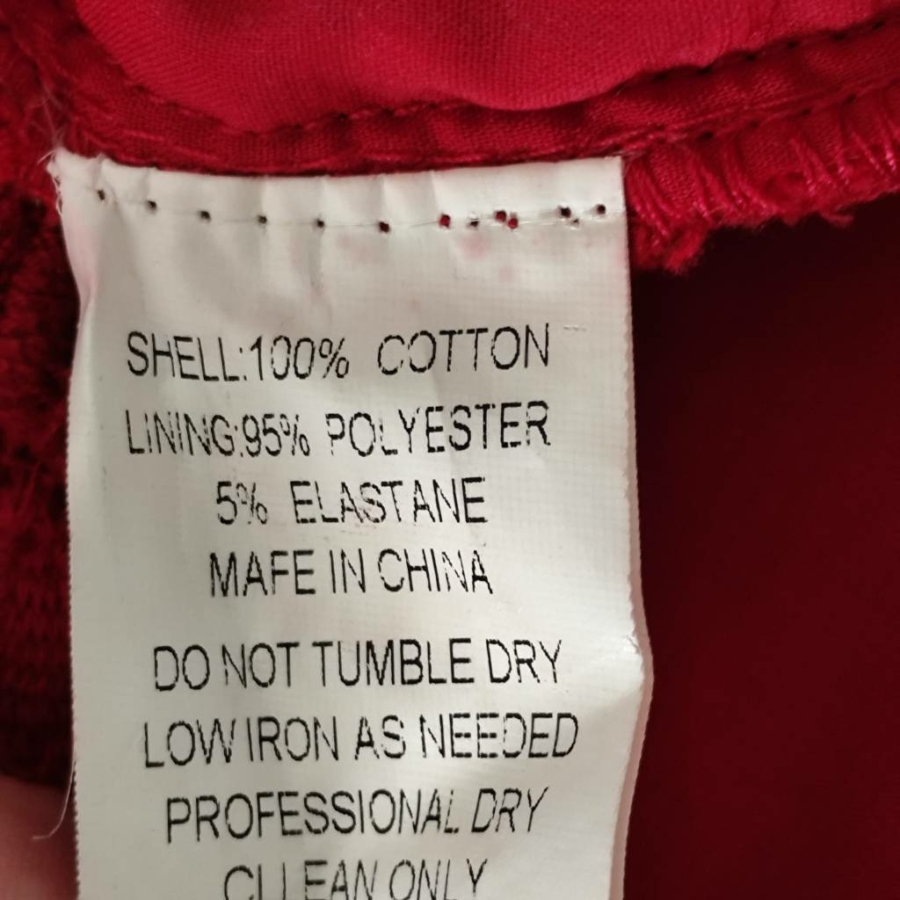 SHELL:100% COTTON
LINING:95% POLYESTER
5% ELASTANE
MAFE IN CHINA
DO NOT TUMBLE DRY
LOW IRON AS NEEDED
PROFESSIONAL DRY
CLLEAN ONLY